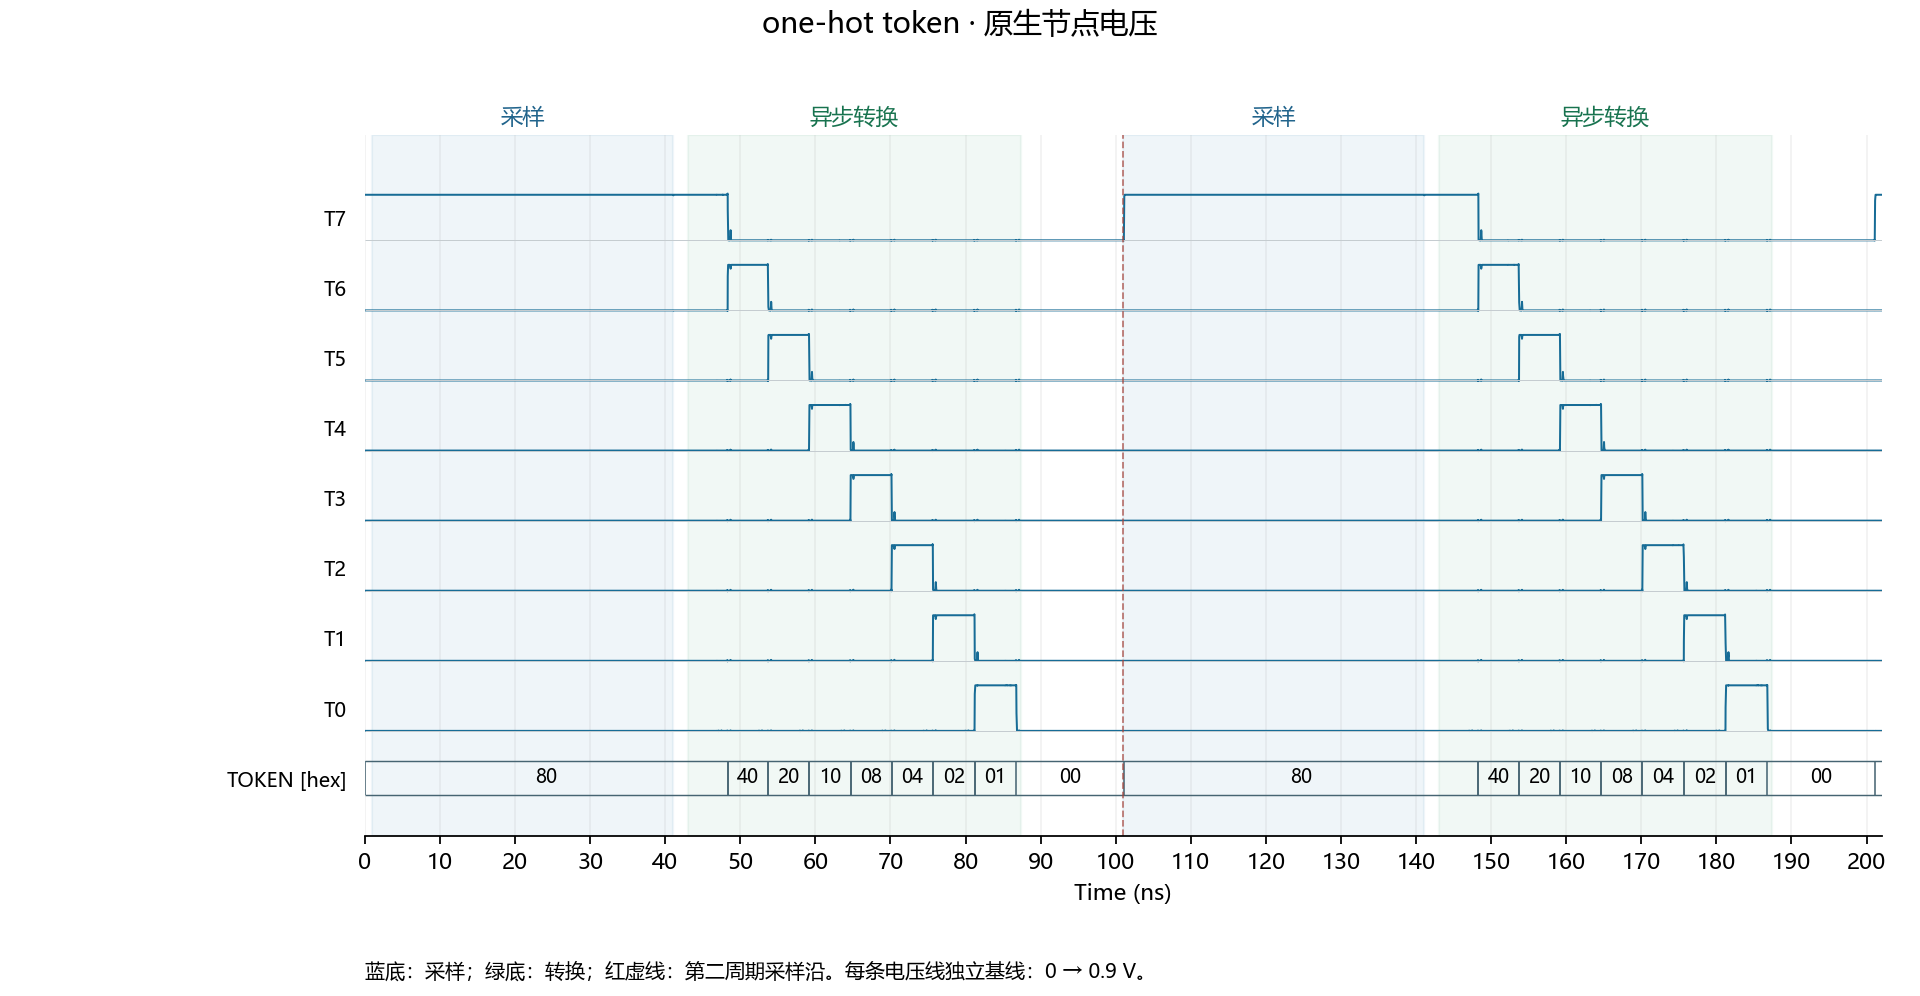 one-hot token · 原生节点电压
采样 异步转换 采样 异步转换
T7
T6
T5
T4
T3
T2
T1
T0
TOKEN [hex] 80 40 20 10 08 04 02 01 00 80 40 20 10 08 04 02 01 00
0 10 20 30 40 50 60 70 80 90 100 110 120 130 140 150 160 170 180 190 200
Time (ns)
蓝底：采样；绿底：转换；红虚线：第二周期采样沿。每条电压线独立基线：0 → 0.9 V。